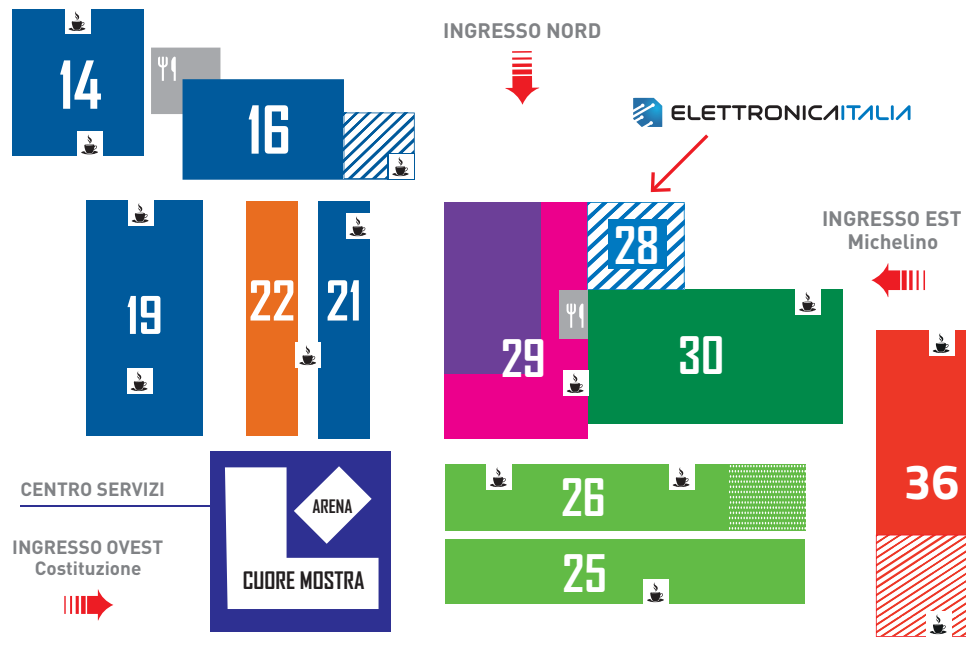 INGRESSO NORD
14
16
ELETTRONICAITALIA
INGRESSO EST
Michelino
28
19
22
21
29
30
36
CENTRO SERVIZI
ARENA
26
INGRESSO OVEST
Costituzione
CUORE MOSTRA
25